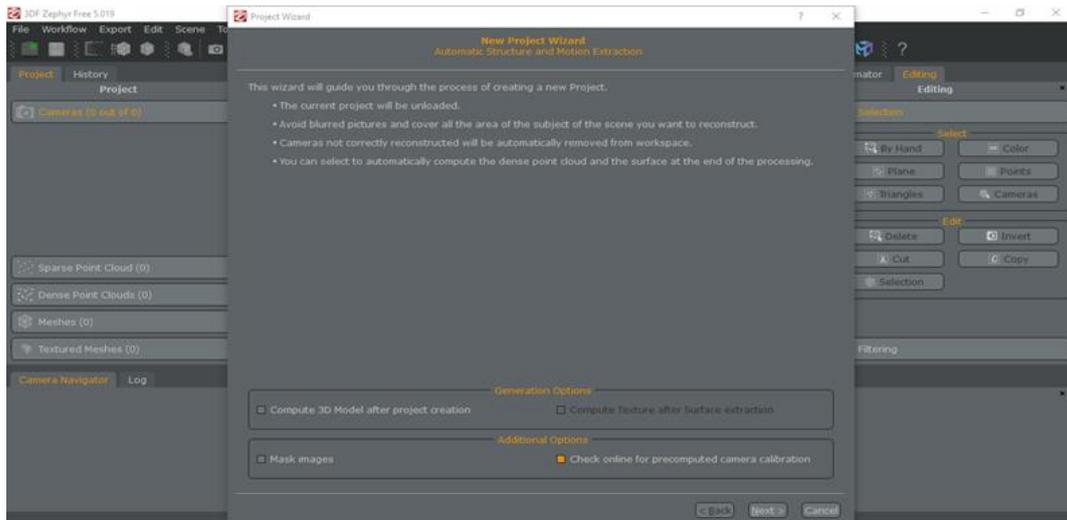 3DF Zephyr Free 5.019
Project Wizard
File Workflow Export Edit Scene To
New Project Wizard
Automatic Structure and Motion Extraction
Project History
Project
Cameras (0 out of 0)
This wizard will guide you through the process of creating a new Project.
• The current project will be unloaded.
• Avoid blurred pictures and cover all the area of the subject of the scene you want to reconstruct.
• Cameras not correctly reconstructed will be automatically removed from workspace.
• You can select to automatically compute the dense point cloud and the surface at the end of the processing.
mator Editing
Editing
Selection
Select
By Hand Color
Plane Points
Triangles Cameras
Edit
Delete Invert
Cut Copy
Selection
Filtering
Sparse Point Cloud (0)
Dense Point Clouds (0)
Meshes (0)
Textured Meshes (0)
Camera Navigator Log
Generation Options
Compute 3D Model after project creation Compute Texture after Surface extraction
Additional Options
Mask images Check online for precomputed camera calibration
< Back Next > Cancel